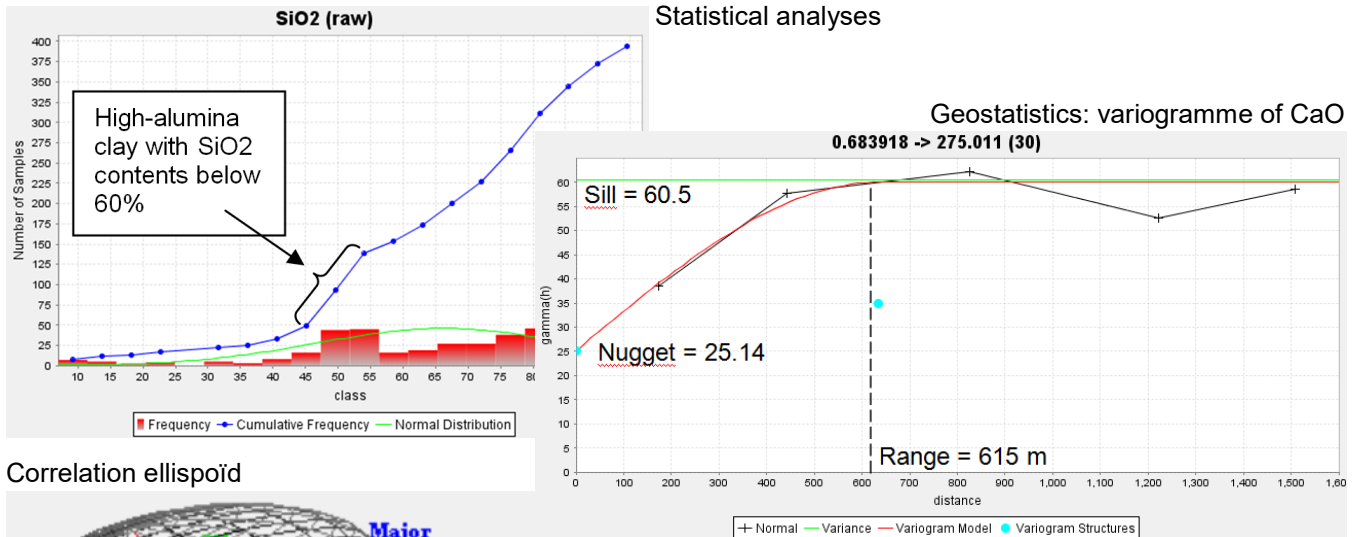 SiO2 (raw)
Statistical analyses
400
375
350
325
300
275
250
225
200
175
150
125
100
75
50
25
0
Number of Samples
High-alumina
clay with SiO2
contents below
60%
10 15 20 25 30 35 40 45 50 55 60 65 70 75 80
class
Frequency Cumulative Frequency Normal Distribution
Geostatistics: variogramme of CaO
0.683918 -> 275.011 (30)
60
55
50
45
40
35
30
25
20
15
10
5
0
gamma(h)
Sill = 60.5
Nugget = 25.14
Range = 615 m
0 100 200 300 400 500 600 700 800 900 1,000 1,100 1,200 1,300 1,400 1,500 1,60
distance
Normal Variance Variogram Model Variogram Structures
Correlation ellispoïd
Major